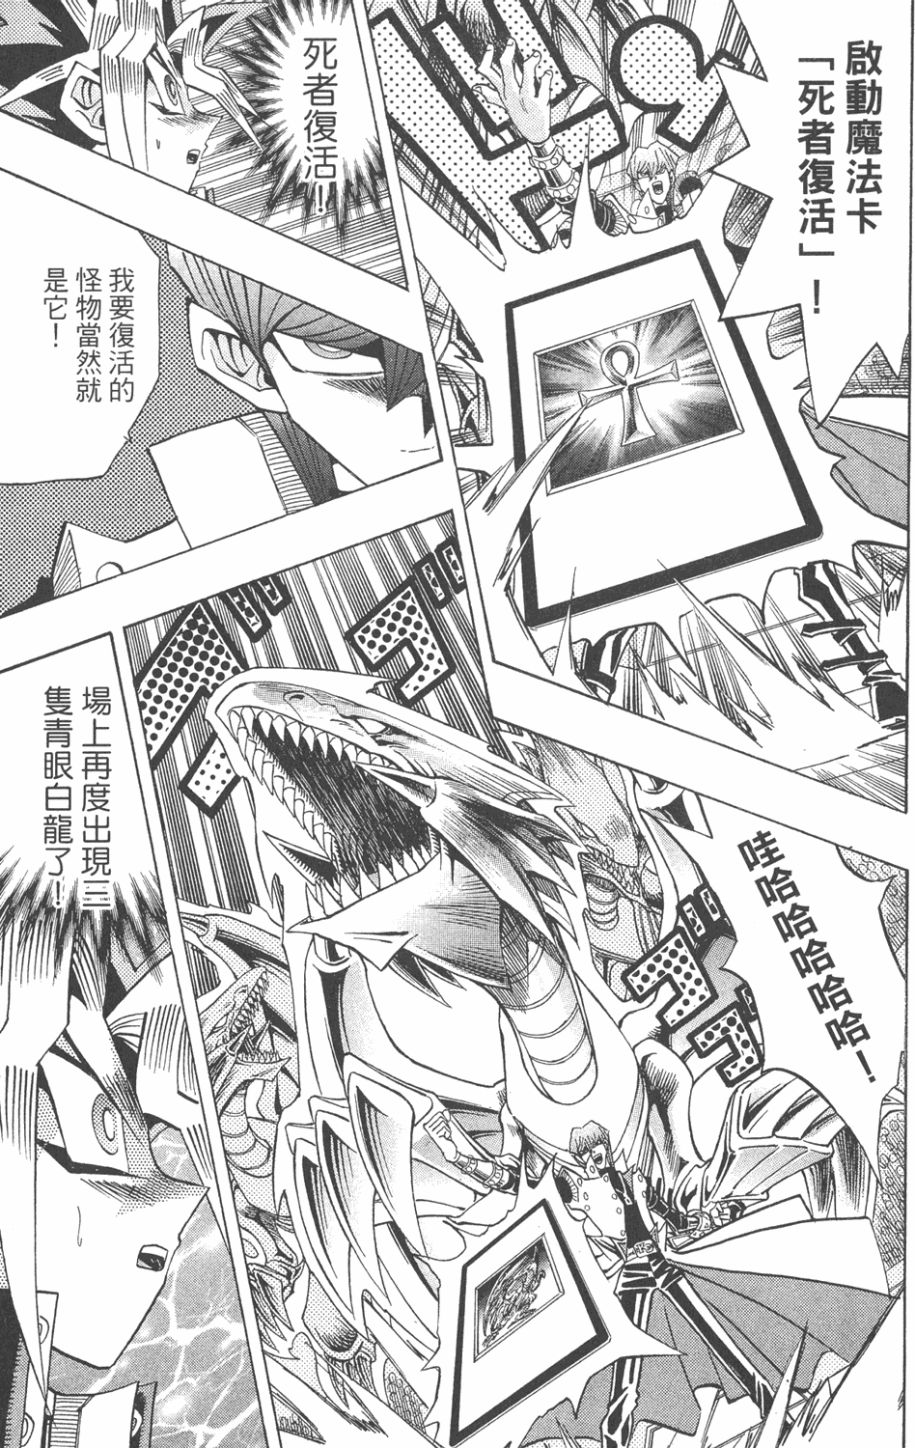 啟動魔法卡
「死者復活」！
死者復活！
我要復活的
怪物當然就
是它！
哇哈哈哈哈哈！
場上再度出現三
隻青眼白龍了！